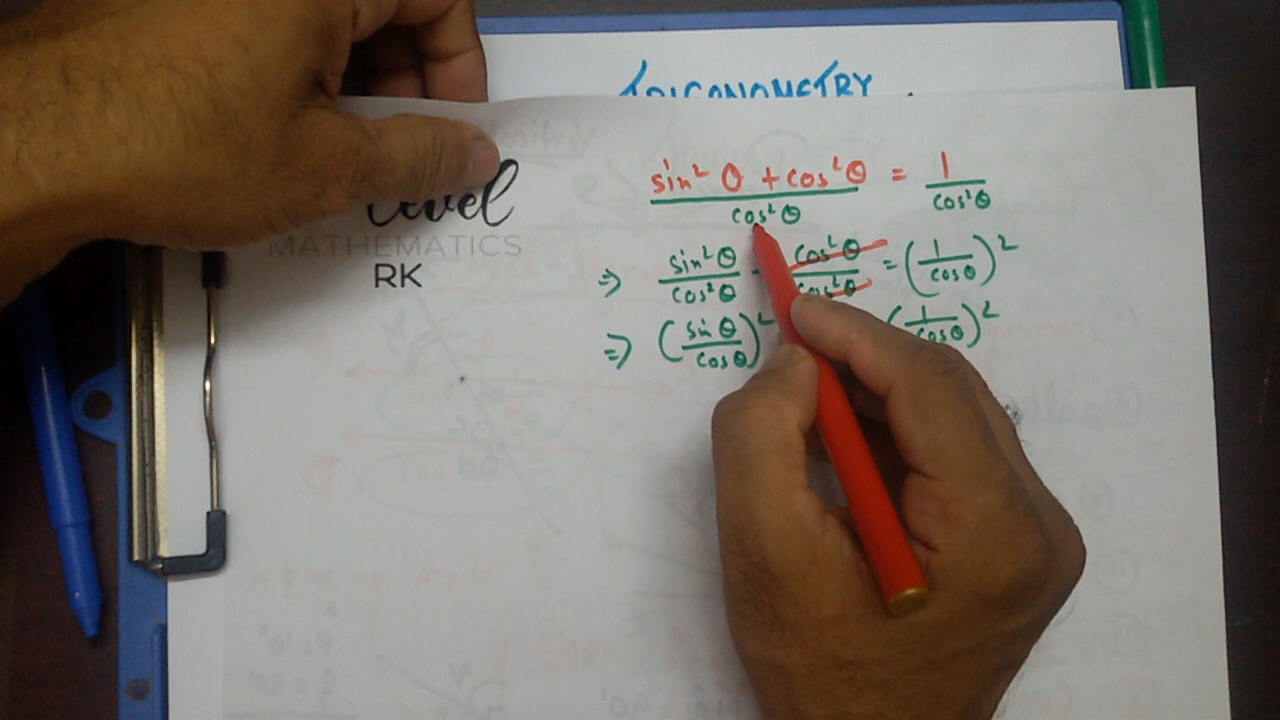 TRIGONOMETRY
Level
MATHEMATICS
RK
sin²θ + cos²θ / cos²θ = 1 / cos²θ
⇒ sin²θ / cos²θ cos²θ / cos²θ = (1 / cosθ)²
⇒ (sinθ / cosθ)² (1 / cosθ)²